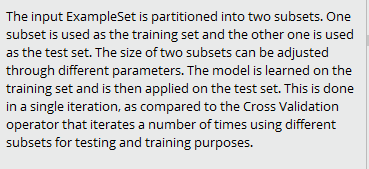 The input ExampleSet is partitioned into two subsets. One
subset is used as the training set and the other one is used
as the test set. The size of two subsets can be adjusted
through different parameters. The model is learned on the
training set and is then applied on the test set. This is done
in a single iteration, as compared to the Cross Validation
operator that iterates a number of times using different
subsets for testing and training purposes.